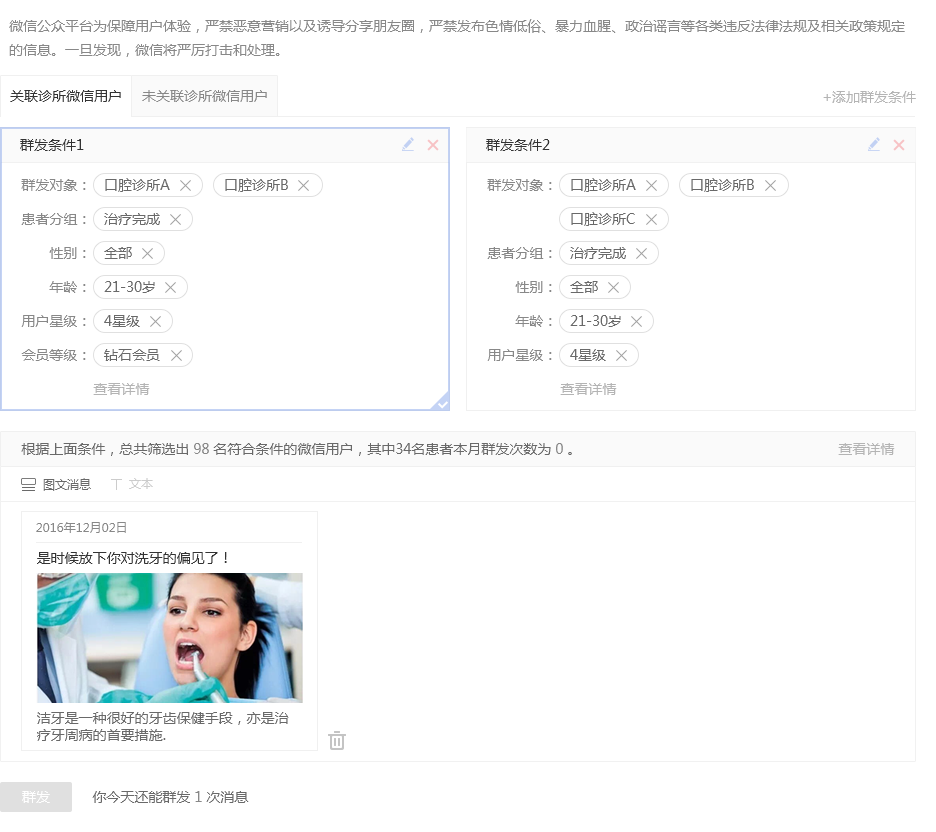 微信公众平台为保障用户体验，严禁恶意营销以及诱导分享朋友圈，严禁发布色情低俗、暴力血腥、政治谣言等各类违反法律法规及相关政策规定
的信息。一旦发现，微信将严厉打击和处理。
关联诊所微信用户 未关联诊所微信用户 +添加群发条件
群发条件1
群发对象： 口腔诊所A 口腔诊所B
患者分组： 治疗完成
性别： 全部
年龄： 21-30岁
用户星级： 4星级
会员等级： 钻石会员
查看详情
群发条件2
群发对象： 口腔诊所A 口腔诊所B
口腔诊所C
患者分组： 治疗完成
性别： 全部
年龄： 21-30岁
用户星级： 4星级
查看详情
根据上面条件，总共筛选出 98 名符合条件的微信用户，其中34名患者本月群发次数为 0 。 查看详情
图文消息 文本
2016年12月02日
是时候放下你对洗牙的偏见了！
洁牙是一种很好的牙齿保健手段，亦是治
疗牙周病的首要措施.
群发 你今天还能群发 1 次消息